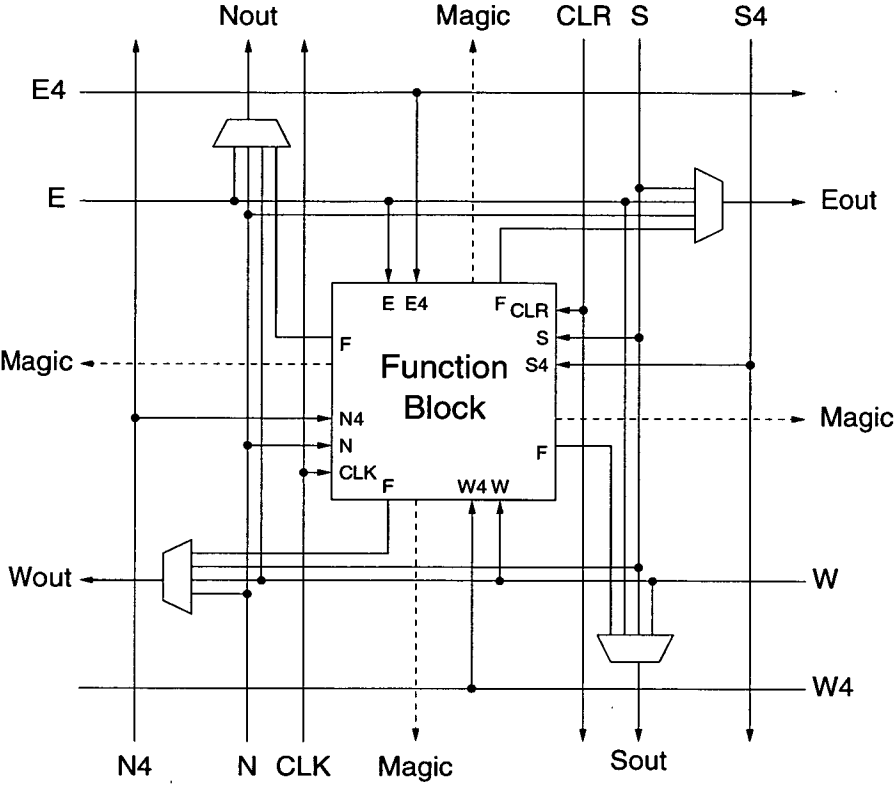 Nout Magic CLR S S4
E4
E Eout
E E4 F CLR
S
F
Magic Function S4
Block
N4 Magic
N
F
CLK F W4 W
Wout W
W4
N4 N CLK Magic Sout